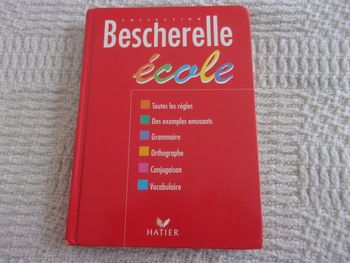 COLLECTION
Bescherelle
école
Toutes les règles
Des exemples amusants
Grammaire
Orthographe
Conjugaison
Vocabulaire
HATIER